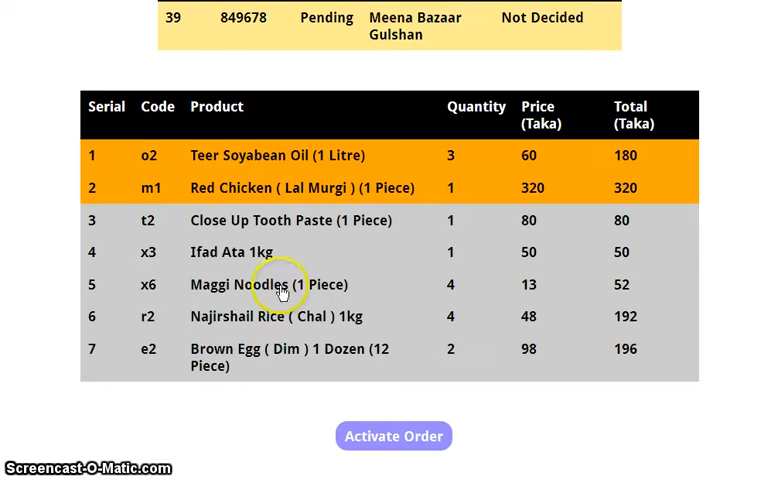 39 849678 Pending Meena Bazaar Not Decided
Gulshan
Serial Code Product Quantity Price Total
(Taka) (Taka)
1 o2 Teer Soyabean Oil (1 Litre) 3 60 180
2 m1 Red Chicken ( Lal Murgi ) (1 Piece) 1 320 320
3 t2 Close Up Tooth Paste (1 Piece) 1 80 80
4 x3 Ifad Ata 1kg 1 50 50
5 x6 Maggi Noodles (1 Piece) 4 13 52
6 r2 Najirshail Rice ( Chal ) 1kg 4 48 192
7 e2 Brown Egg ( Dim ) 1 Dozen (12 2 98 196
Piece)
Activate Order
Screencast-O-Matic.com